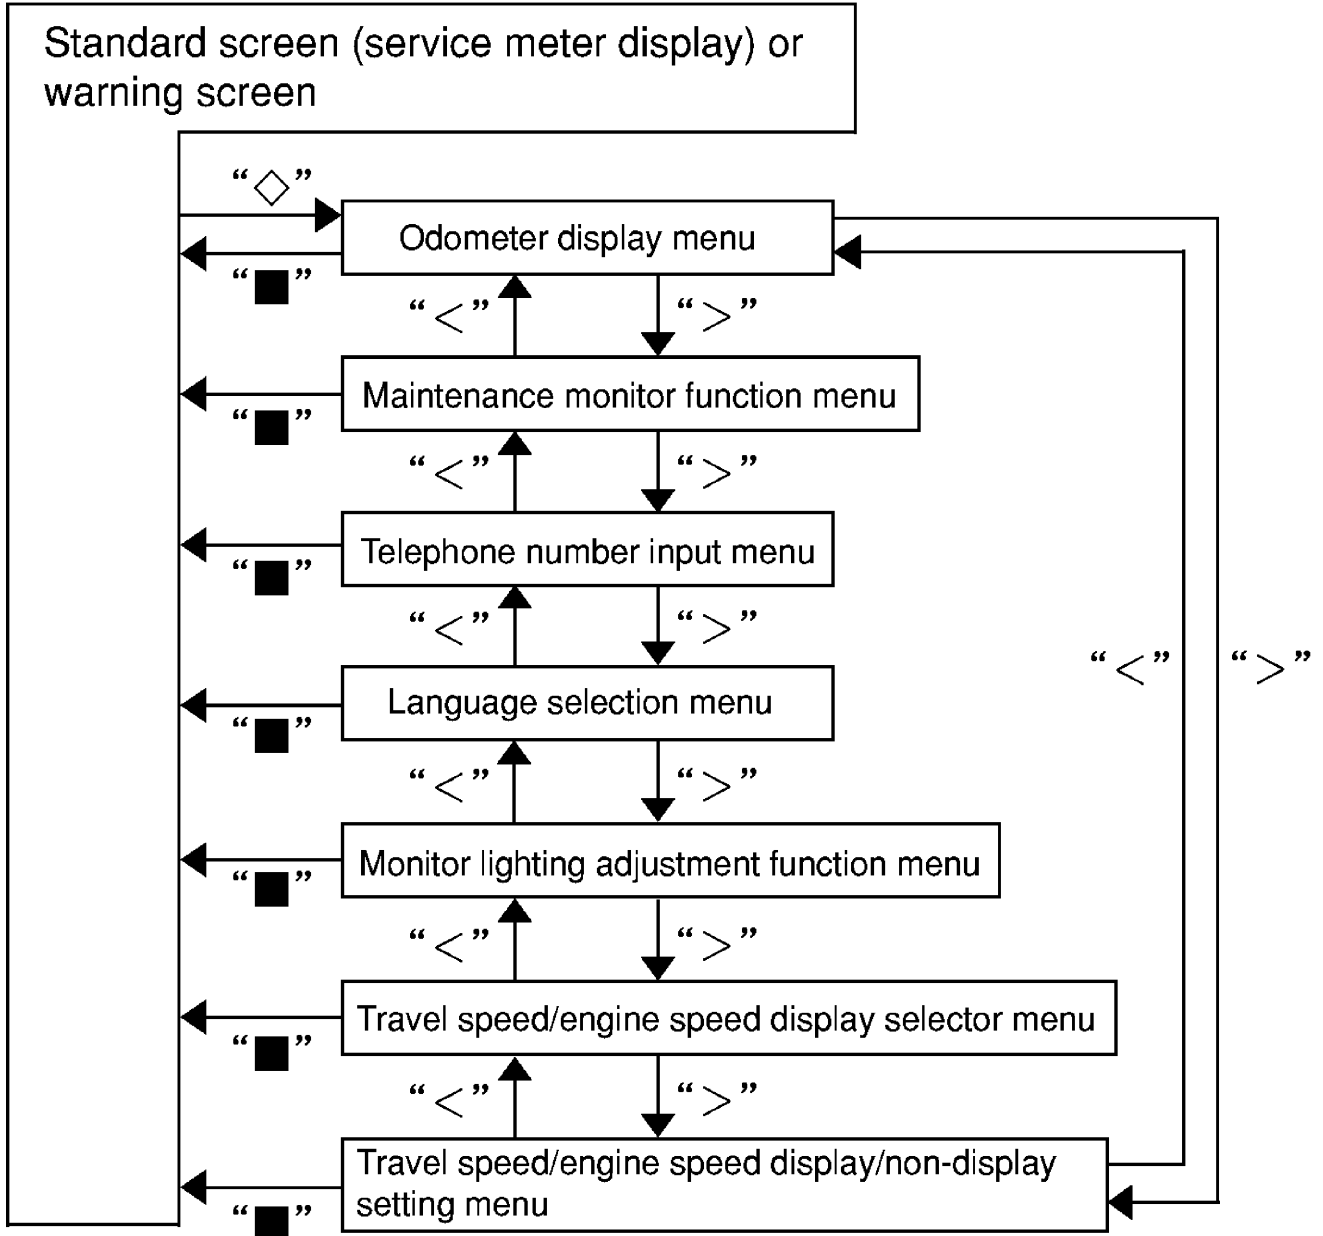 Standard screen (service meter display) or
warning screen
“◇”
Odometer display menu
“■”
“<” “>”
Maintenance monitor function menu
“■”
“<” “>”
Telephone number input menu
“■”
“<” “>”
“<” “>”
Language selection menu
“■”
“<” “>”
Monitor lighting adjustment function menu
“■”
“<” “>”
Travel speed/engine speed display selector menu
“■”
“<” “>”
Travel speed/engine speed display/non-display
setting menu
“■”